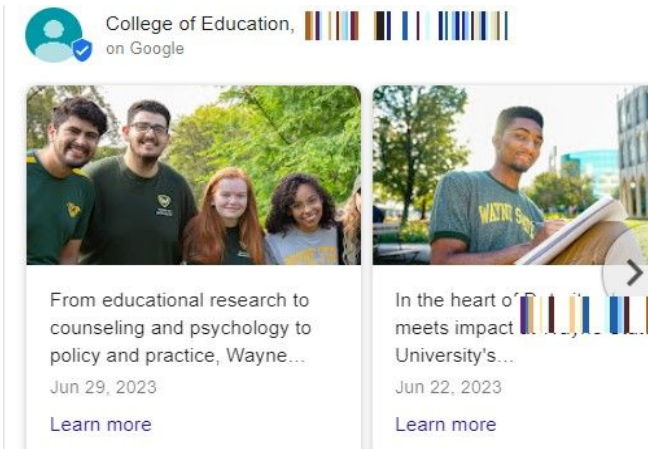 College of Education,
on Google
WAYNE S
From educational research to
counseling and psychology to
policy and practice, Wayne...
Jun 29, 2023
Learn more
In the heart of
meets impact
University's...
Jun 22, 2023
Learn more